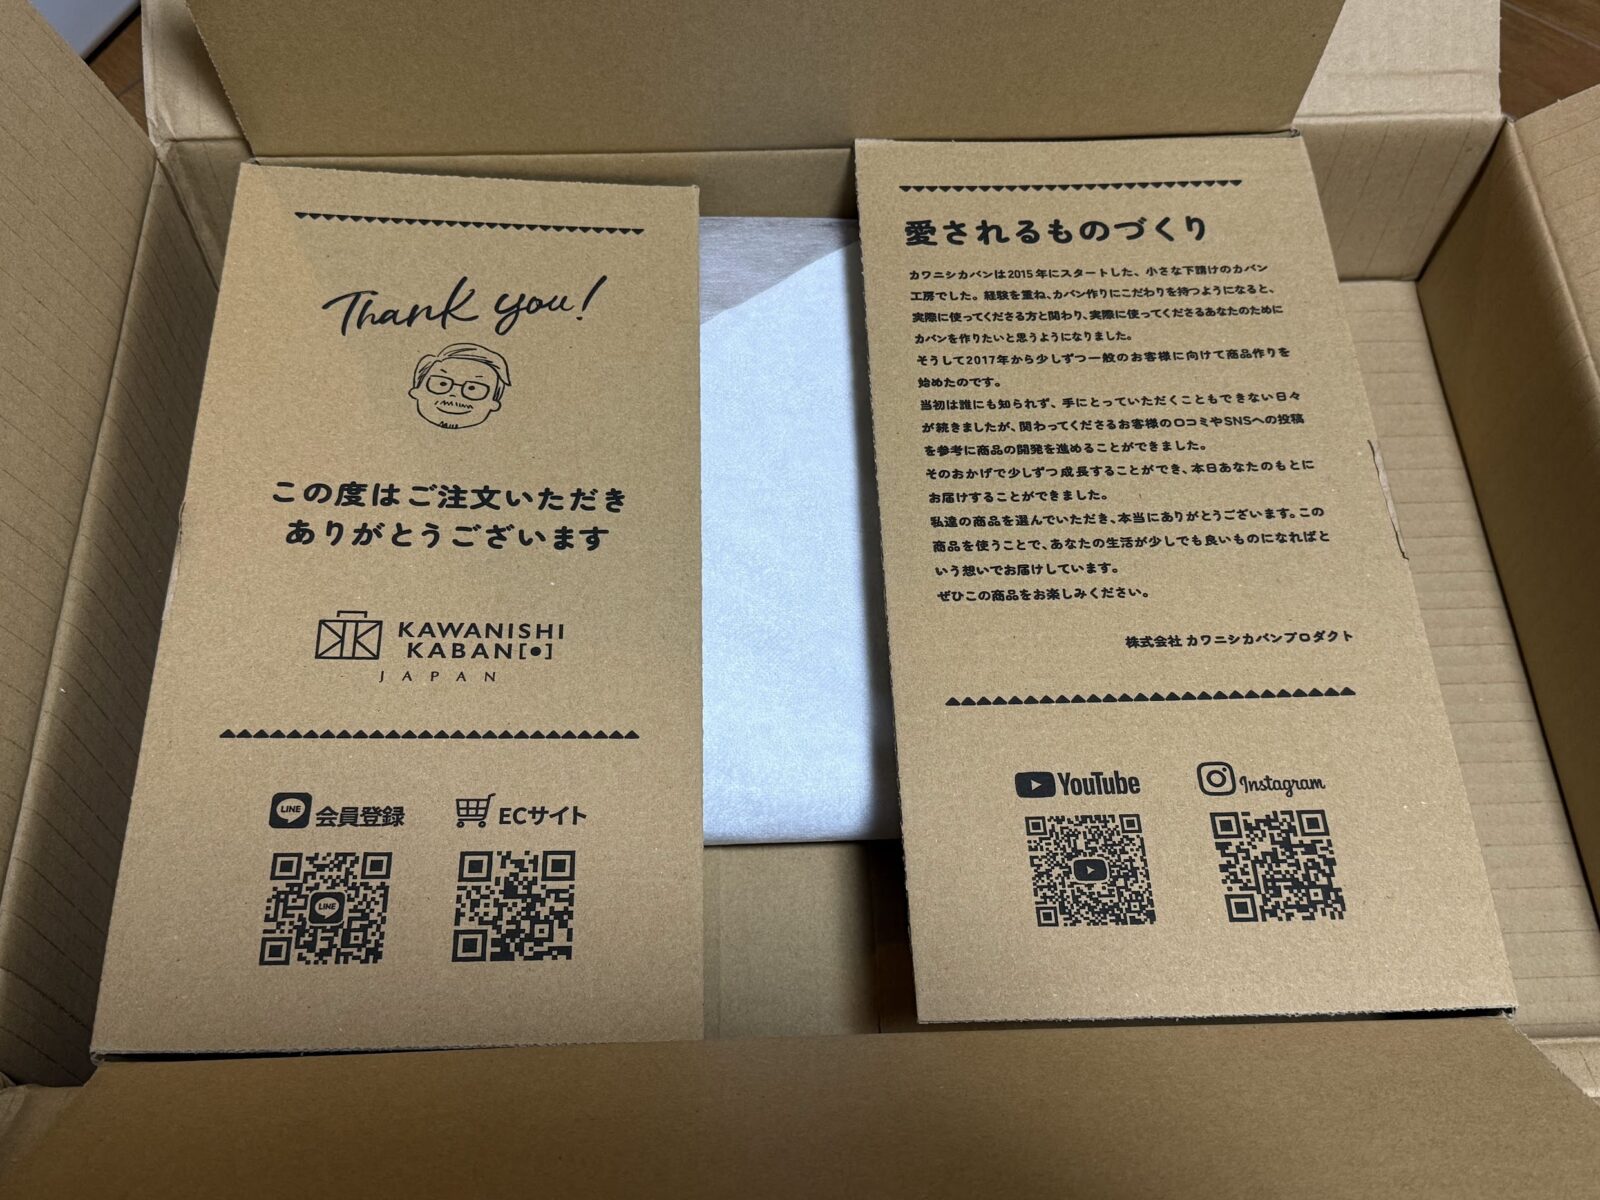 Thank you!
この度はご注文いただき
ありがとうございます
KAWANISHI
KABAN[●]
JAPAN
LINE 会員登録
ECサイト
LINE
愛されるものづくり
カワニシカバンは2015年にスタートした、小さな下請けのカバン
工房でした。経験を重ね、カバン作りにこだわりを持つようになると、
実際に使ってくださる方と関わり、実際に使ってくださるあなたのために
カバンを作りたいと思うようになりました。
そうして2017年から少しずつ一般のお客様に向けて商品作りを
始めたのです。
当初は誰にも知られず、手にとっていただくこともできない日々
が続きましたが、関わってくださるお客様の口コミやSNSへの投稿
を参考に商品の開発を進めることができました。
そのおかげで少しずつ成長することができ、本日あなたのもとに
お届けすることができました。
私達の商品を選んでいただき、本当にありがとうございます。この
商品を使うことで、あなたの生活が少しでも良いものになればと
いう想いでお届けしています。
ぜひこの商品をお楽しみください。
株式会社 カワニシカバンプロダクト
YouTube
Instagram